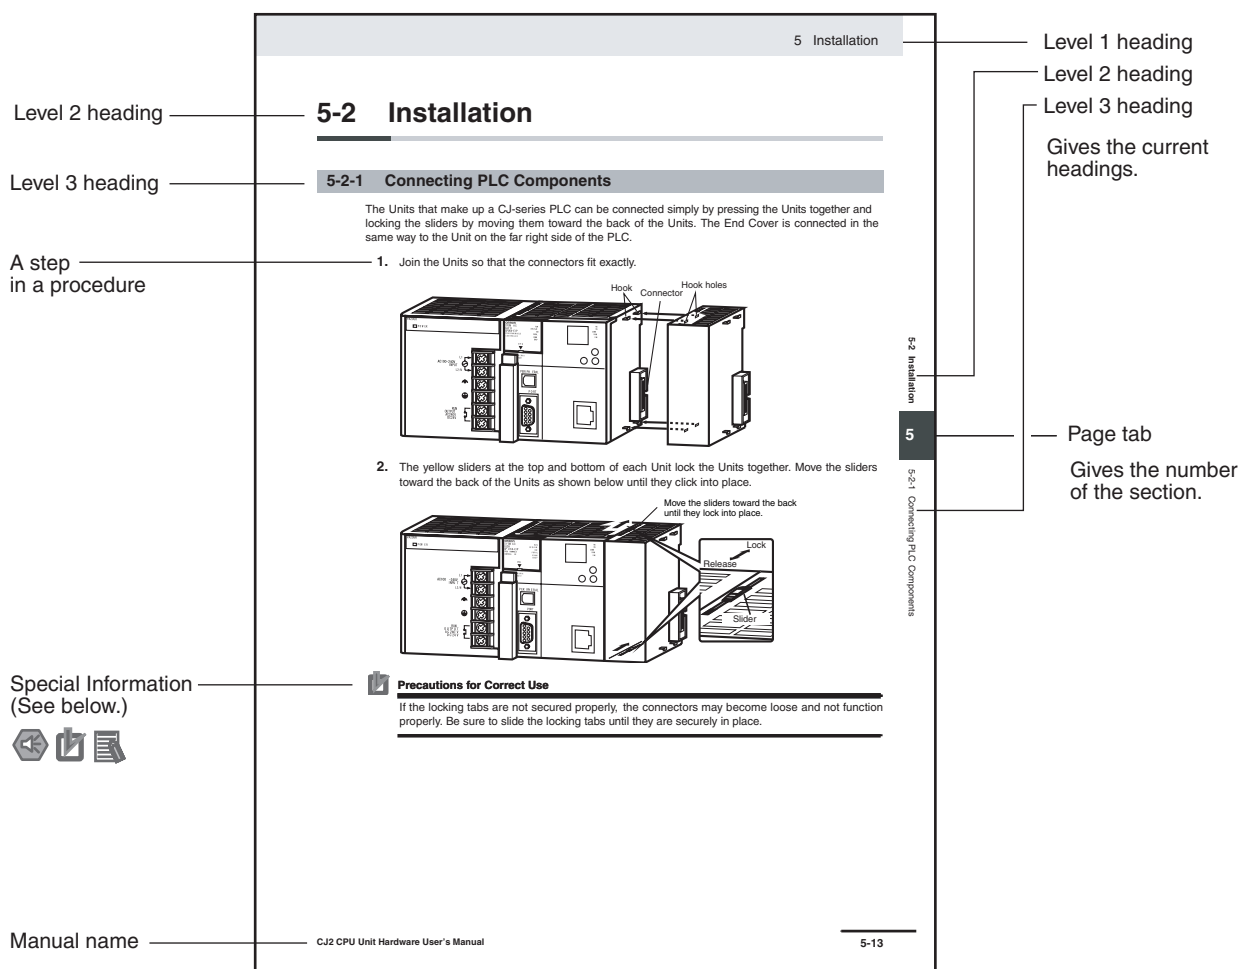 5 Installation
Level 1 heading
Level 2 heading
Level 3 heading
Gives the current
headings.
Level 2 heading
5-2 Installation
Level 3 heading
5-2-1 Connecting PLC Components
The Units that make up a CJ-series PLC can be connected simply by pressing the Units together and
locking the sliders by moving them toward the back of the Units. The End Cover is connected in the
same way to the Unit on the far right side of the PLC.
A step
in a procedure
1. Join the Units so that the connectors fit exactly.
Hook
Connector
Hook holes
5-2 Installation
5
5-2-1 Connecting PLC Components
Page tab
Gives the number
of the section.
2. The yellow sliders at the top and bottom of each Unit lock the Units together. Move the sliders
toward the back of the Units as shown below until they click into place.
Move the sliders toward the back
until they lock into place.
Lock
Release
Slider
Special Information
(See below.)
Precautions for Correct Use
If the locking tabs are not secured properly, the connectors may become loose and not function
properly. Be sure to slide the locking tabs until they are securely in place.
Manual name
CJ2 CPU Unit Hardware User's Manual
5-13